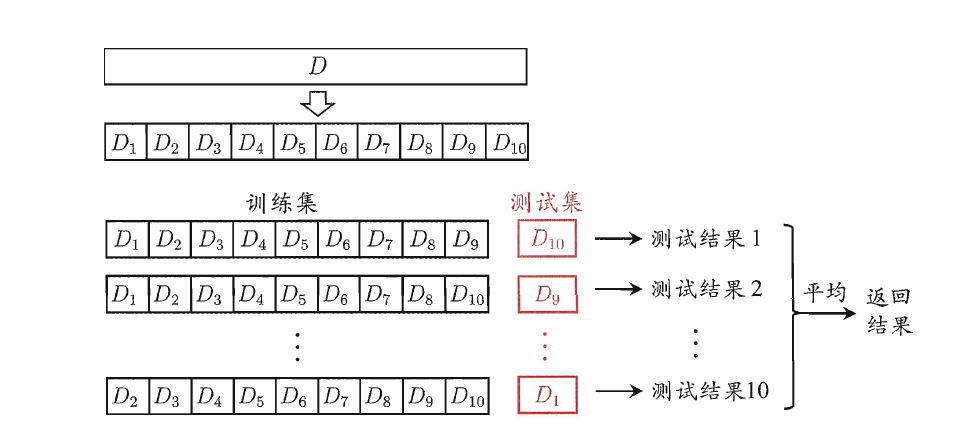 D
D₁ D₂ D₃ D₄ D₅ D₆ D₇ D₈ D₉ D₁₀
训练集 测试集
D₁ D₂ D₃ D₄ D₅ D₆ D₇ D₈ D₉ D₁₀ 测试结果 1
D₁ D₂ D₃ D₄ D₅ D₆ D₇ D₈ D₁₀ D₉ 测试结果 2
平均 返回
结果
⋮ ⋮ ⋮
D₂ D₃ D₄ D₅ D₆ D₇ D₈ D₉ D₁₀ D₁ 测试结果10